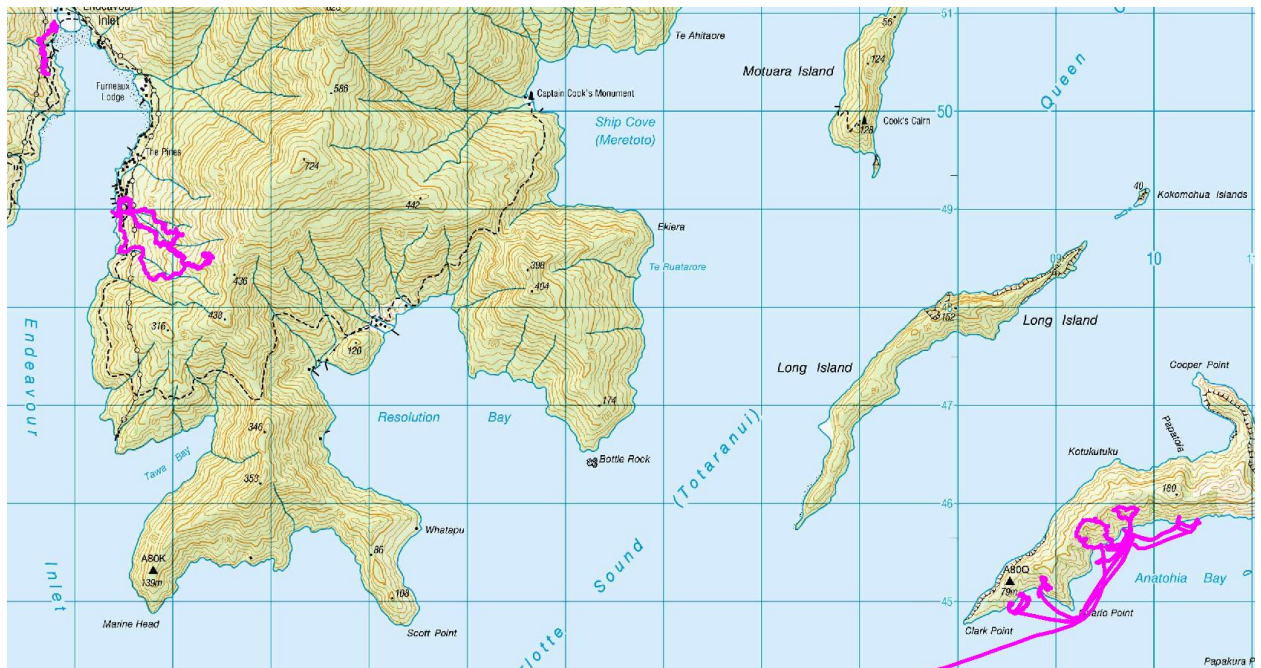 Inlet
Furneaux
Lodge
The Pines
586
724
442
Captain Cook's Monument
Ship Cove
(Meretoto)
Te Ahitaore
Motuara Island
56
124
Cook's Cairn
128
Queen
51
50
49
40
Kokomohua Islands
Ekiera
Te Ruatarore
398
404
436
438
316
120
174
48
09
10
Long Island
152
Long Island
Endeavour
Inlet
Resolution Bay
47
Cooper Point
Tawa Bay
346
353
Bottle Rock
(Totaranui)
Kotukutuku
180
46
Whatapu
Sound
A80K
139m
86
108
A80Q
79m
Anatohia Bay
45
Marine Head
Scott Point
Clark Point